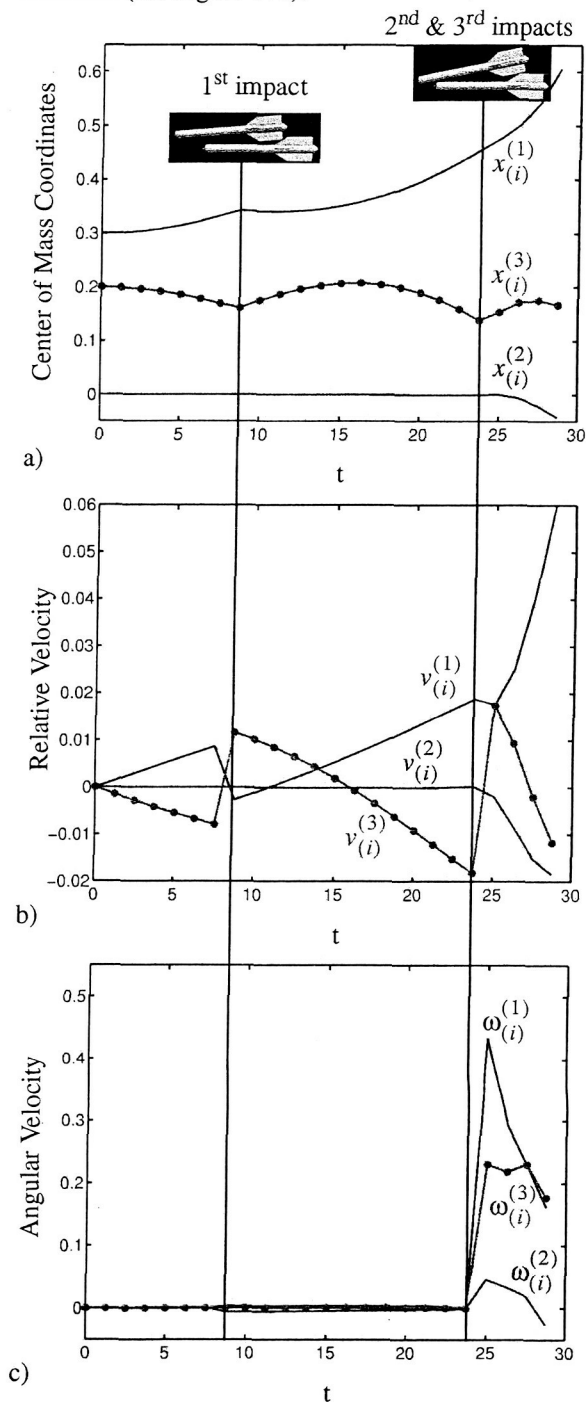 2nd & 3rd impacts
1st impact
Center of Mass Coordinates
0.6
0.5
0.4
0.3
0.2
0.1
0
x(i)(1)
x(i)(3)
x(i)(2)
0 5 10 15 20 25 30
a)
t
Relative Velocity
0.06
0.05
0.04
0.03
0.02
0.01
0
−0.01
−0.02
v(i)(1)
v(i)(2)
v(i)(3)
0 5 10 15 20 25 30
b)
t
Angular Velocity
0.5
0.4
0.3
0.2
0.1
0
ω(i)(1)
ω(i)(3)
ω(i)(2)
0 5 10 15 20 25 30
c)
t